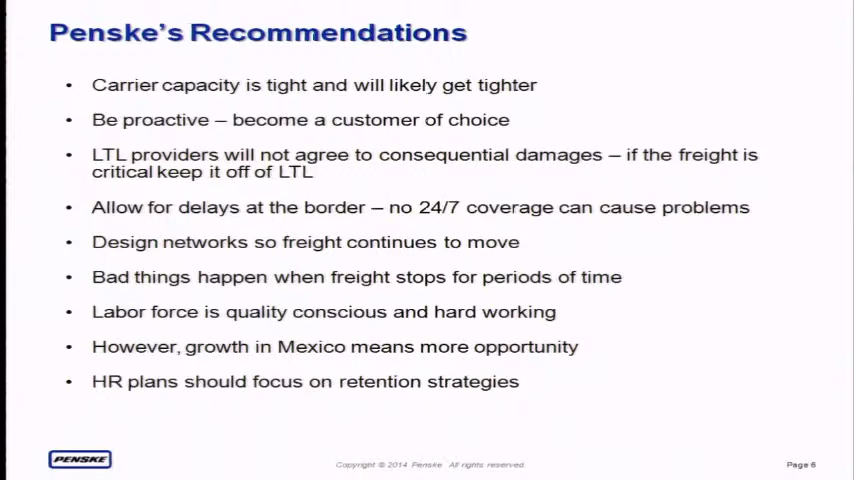 Penske's Recommendations
• Carrier capacity is tight and will likely get tighter
• Be proactive – become a customer of choice
• LTL providers will not agree to consequential damages – if the freight is
critical keep it off of LTL
• Allow for delays at the border – no 24/7 coverage can cause problems
• Design networks so freight continues to move
• Bad things happen when freight stops for periods of time
• Labor force is quality conscious and hard working
• However, growth in Mexico means more opportunity
• HR plans should focus on retention strategies
PENSKE
Copyright © 2014 Penske All rights reserved.
Page 6